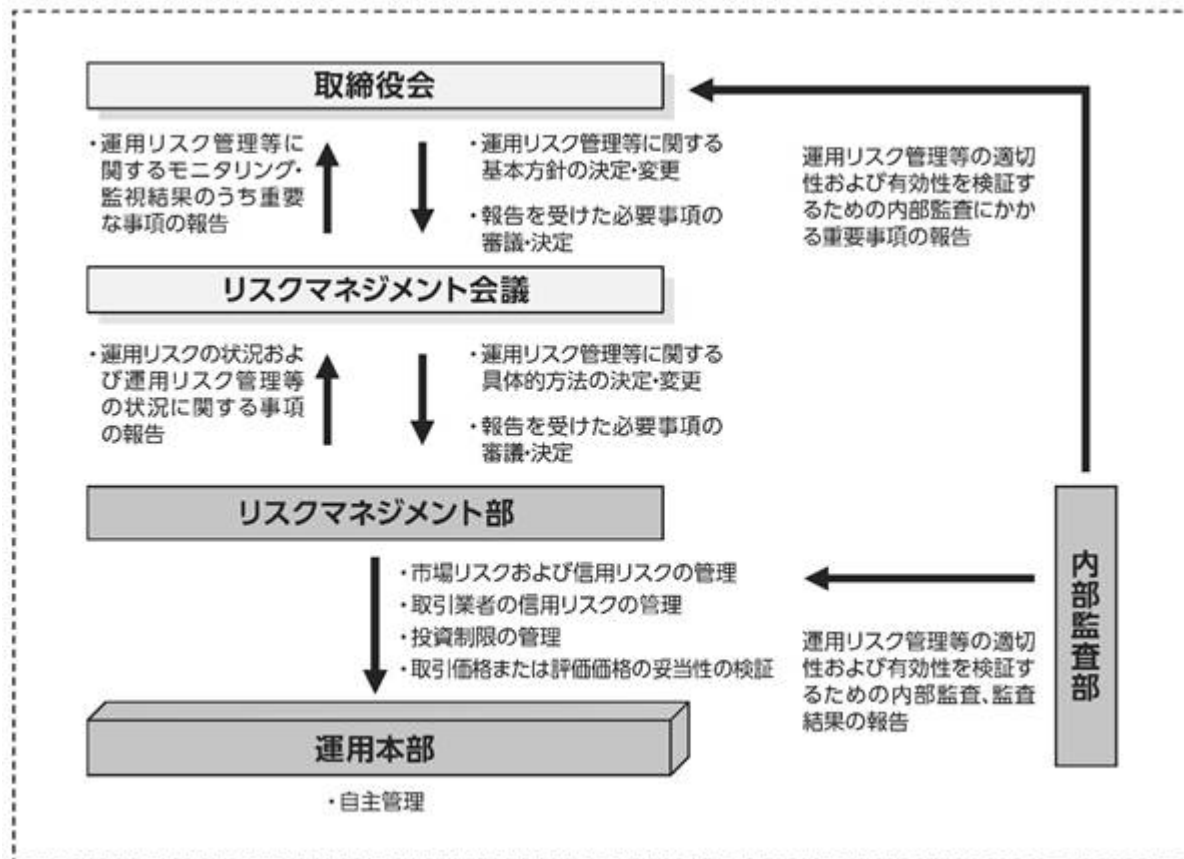 取締役会
・運用リスク管理等に
関するモニタリング・
監視結果のうち重要
な事項の報告
・運用リスク管理等に関する
基本方針の決定・変更
・報告を受けた必要事項の
審議・決定
運用リスク管理等の適切
性および有効性を検証す
るための内部監査にかか
る重要事項の報告
リスクマネジメント会議
・運用リスクの状況およ
び運用リスク管理等
の状況に関する事項
の報告
・運用リスク管理等に関する
具体的方法の決定・変更
・報告を受けた必要事項の
審議・決定
リスクマネジメント部
・市場リスクおよび信用リスクの管理
・取引業者の信用リスクの管理
・投資制限の管理
・取引価格または評価価格の妥当性の検証
内部監査部
運用リスク管理等の適切
性および有効性を検証す
るための内部監査、監査
結果の報告
運用本部
・自主管理